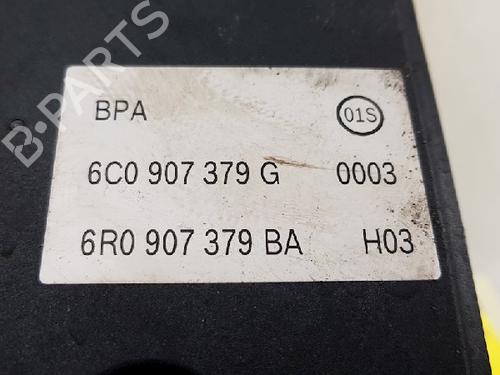 B-PARTS
BPA 01S
6C0 907 379 G 0003
6R0 907 379 BA H03